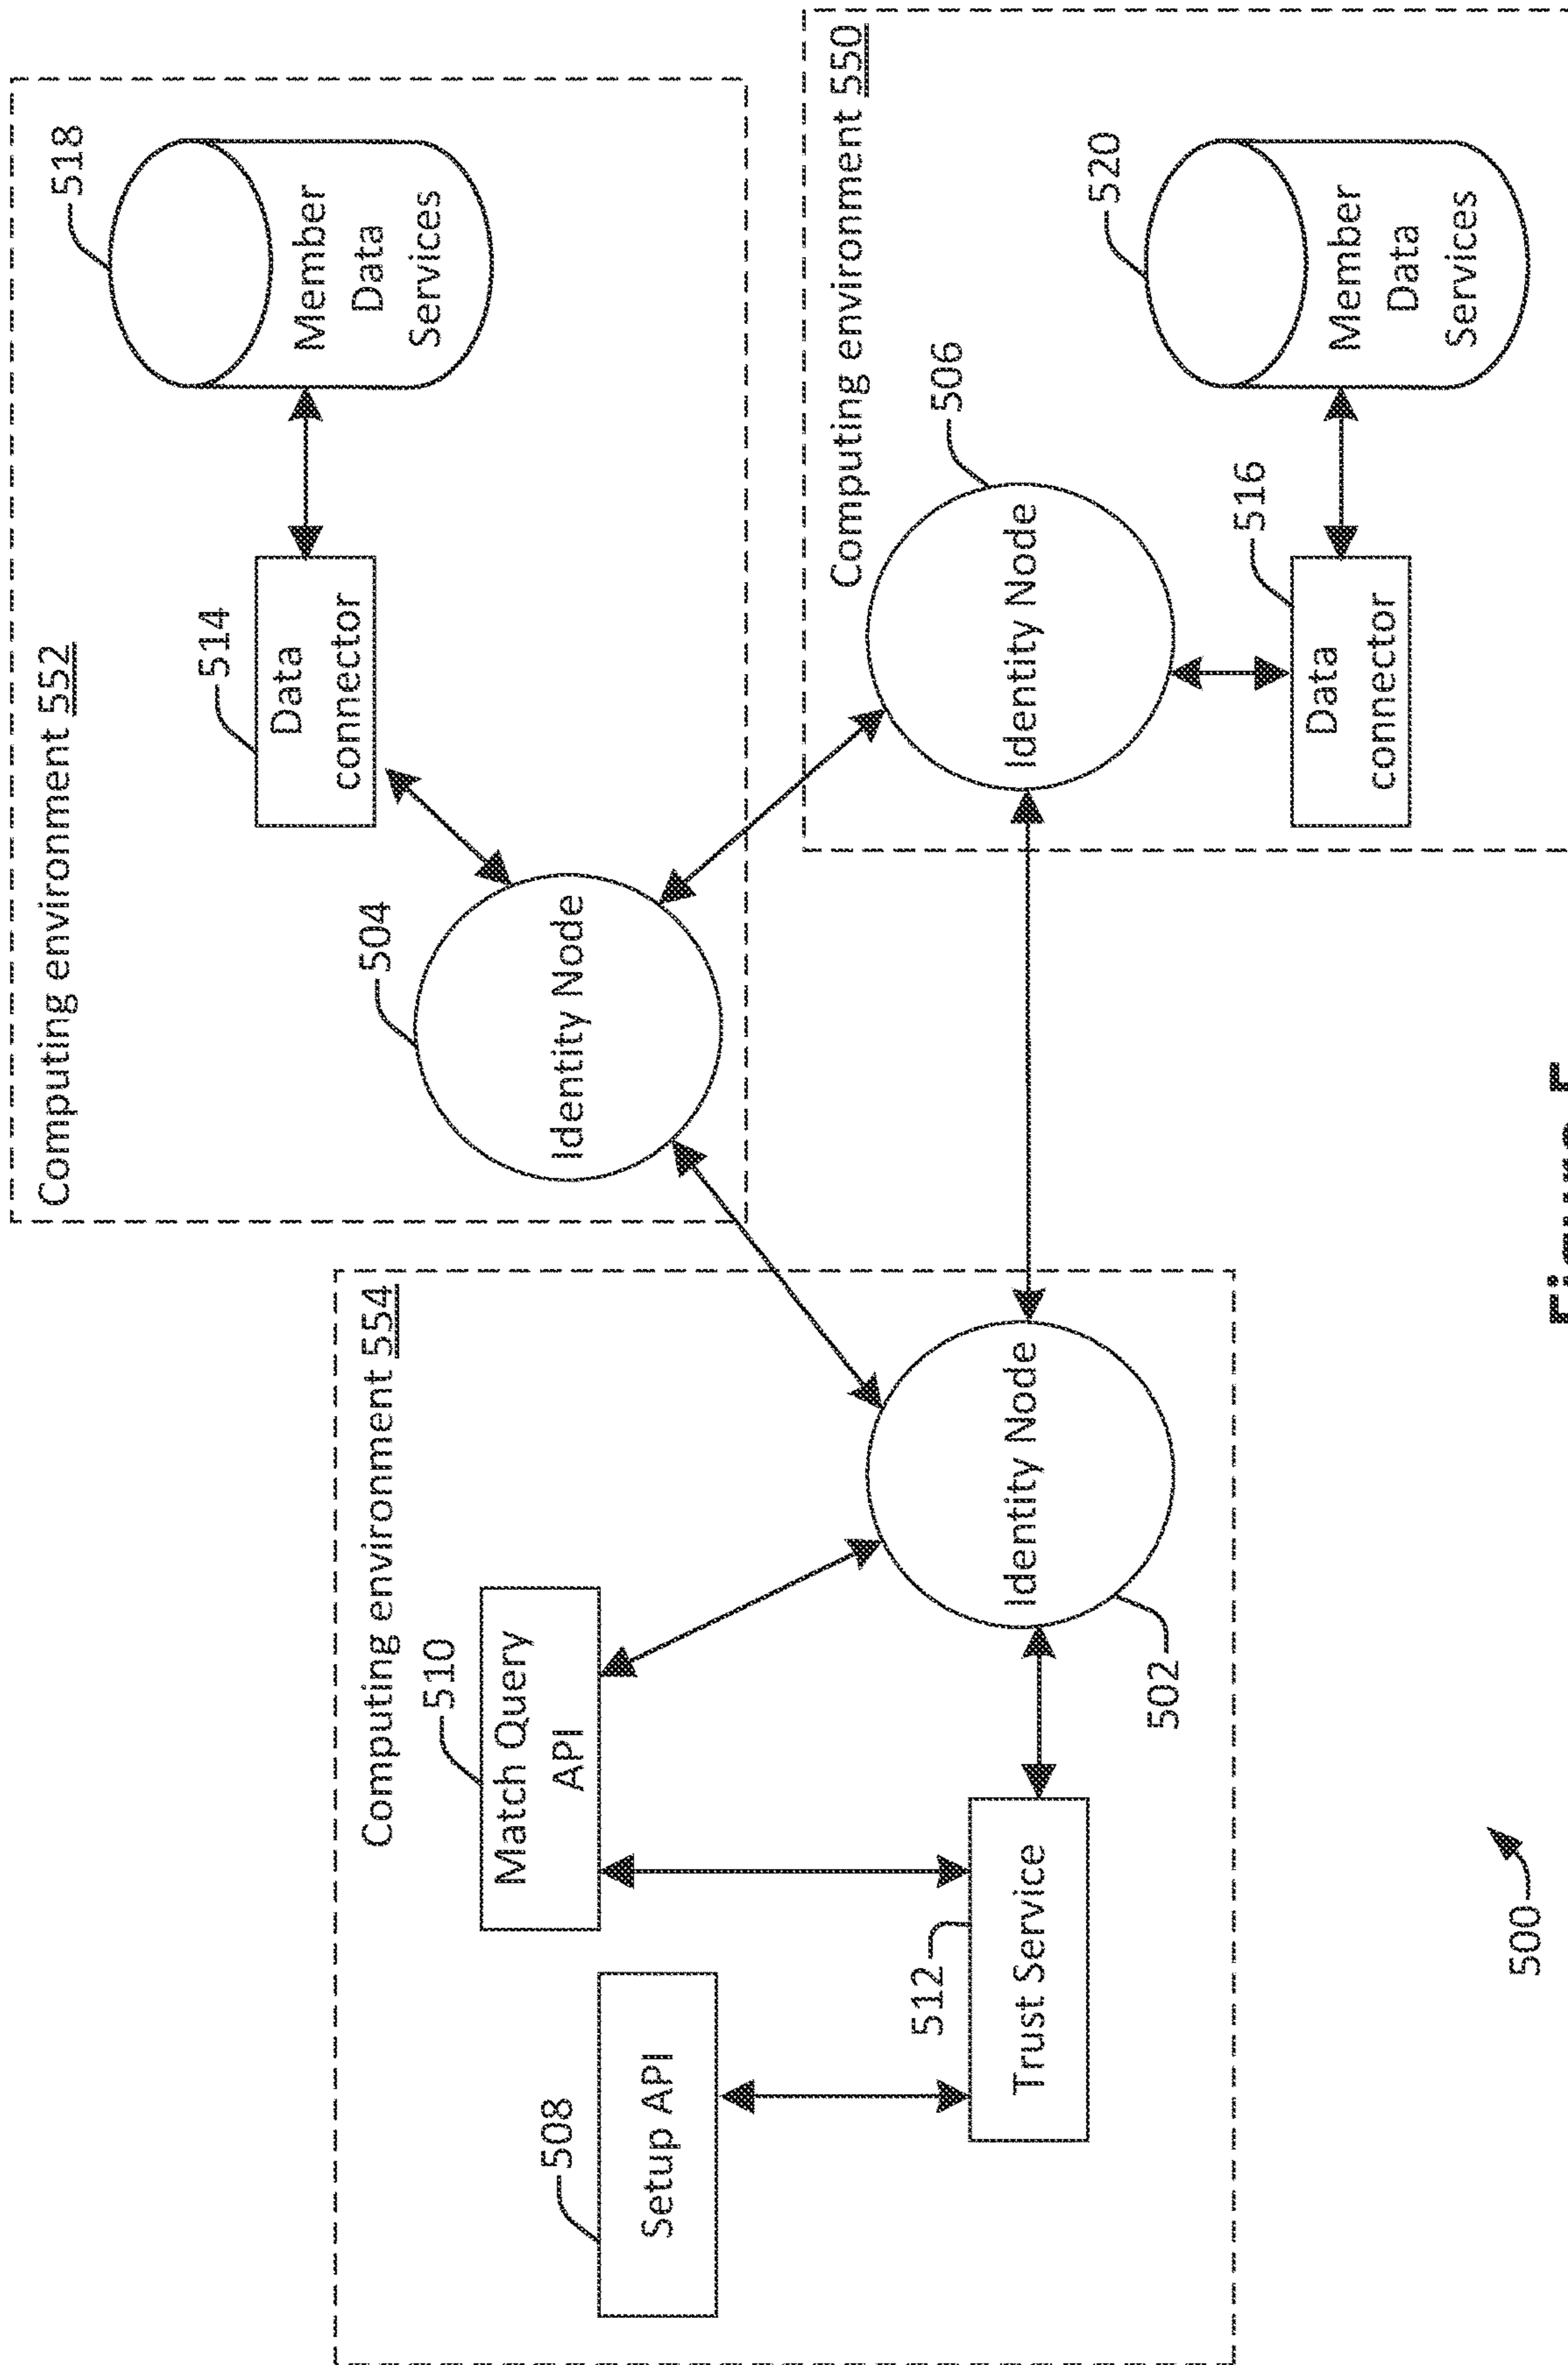 Computing environment 552
518
Member
Data
Services
514
Data
connector
504
Identity Node
Computing environment 554
510
Match Query
API
508
Setup API
512
Trust Service
Identity Node
502
Computing environment 550
506
Identity Node
520
Member
Data
Services
516
Data
connector
500